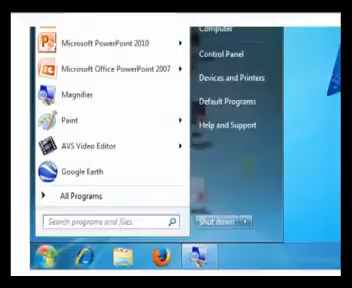 Computer
Microsoft PowerPoint 2010
Control Panel
Microsoft Office PowerPoint 2007
Devices and Printers
Magnifier
Default Programs
Paint
Help and Support
AVS Video Editor
Google Earth
All Programs
Search programs and files
Shut down